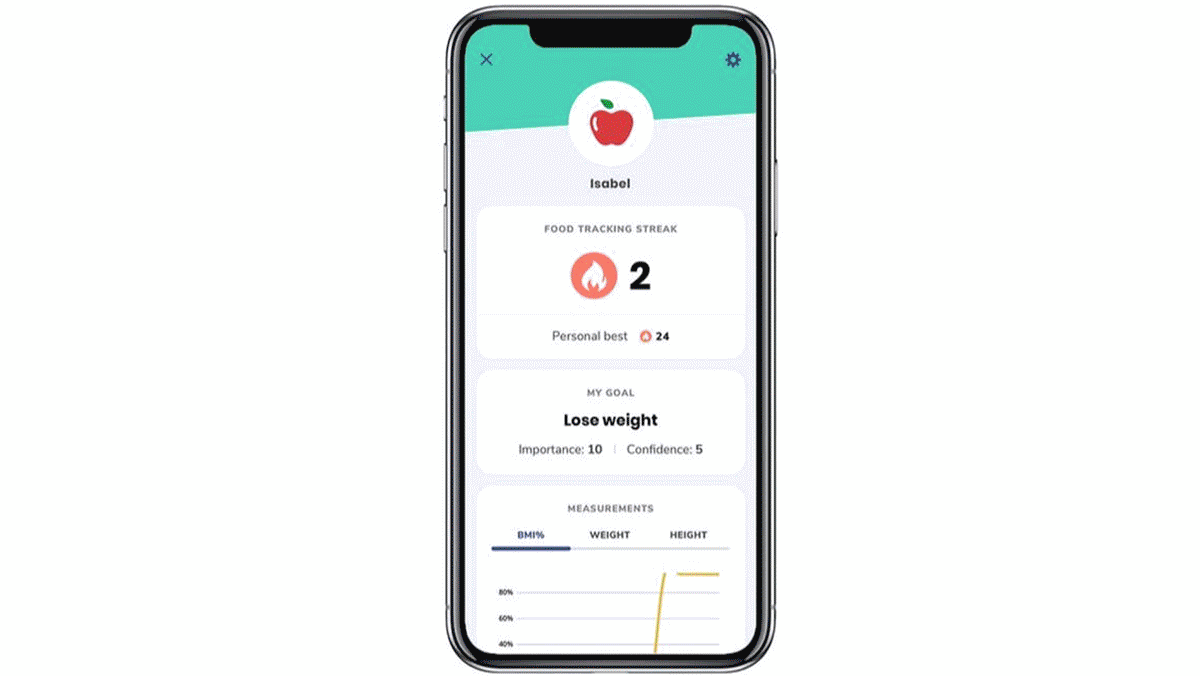 Isabel
FOOD TRACKING STREAK
2
Personal best 24
MY GOAL
Lose weight
Importance: 10 | Confidence: 5
MEASUREMENTS
BMI% WEIGHT HEIGHT
80%
60%
40%